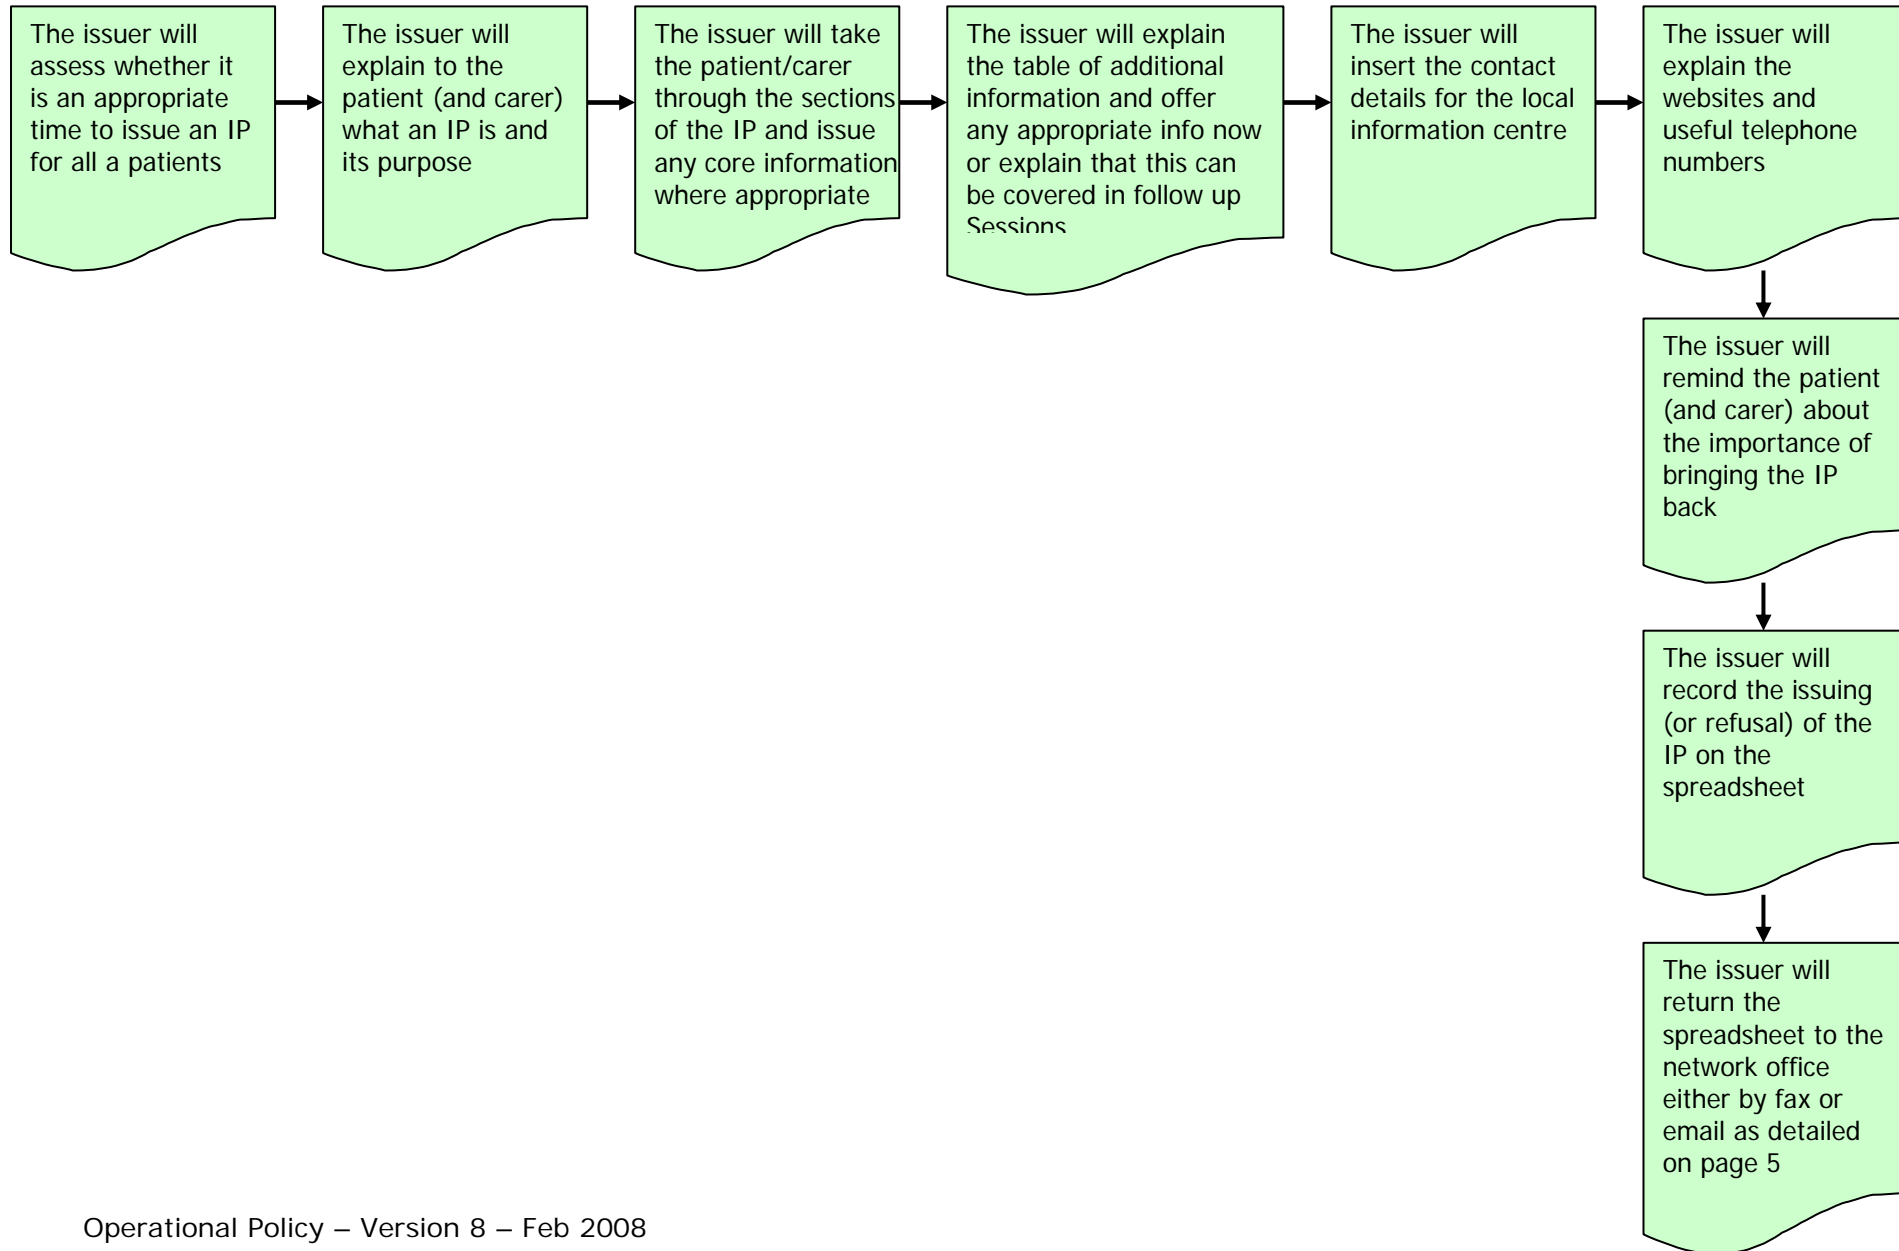 The issuer will
assess whether it
is an appropriate
time to issue an IP
for all a patients
The issuer will
explain to the
patient (and carer)
what an IP is and
its purpose
The issuer will take
the patient/carer
through the sections
of the IP and issue
any core information
where appropriate
The issuer will explain
the table of additional
information and offer
any appropriate info now
or explain that this can
be covered in follow up
Sessions
The issuer will
insert the contact
details for the local
information centre
The issuer will
explain the
websites and
useful telephone
numbers
The issuer will
remind the patient
(and carer) about
the importance of
bringing the IP
back
The issuer will
record the issuing
(or refusal) of the
IP on the
spreadsheet
The issuer will
return the
spreadsheet to the
network office
either by fax or
email as detailed
on page 5
Operational Policy – Version 8 – Feb 2008